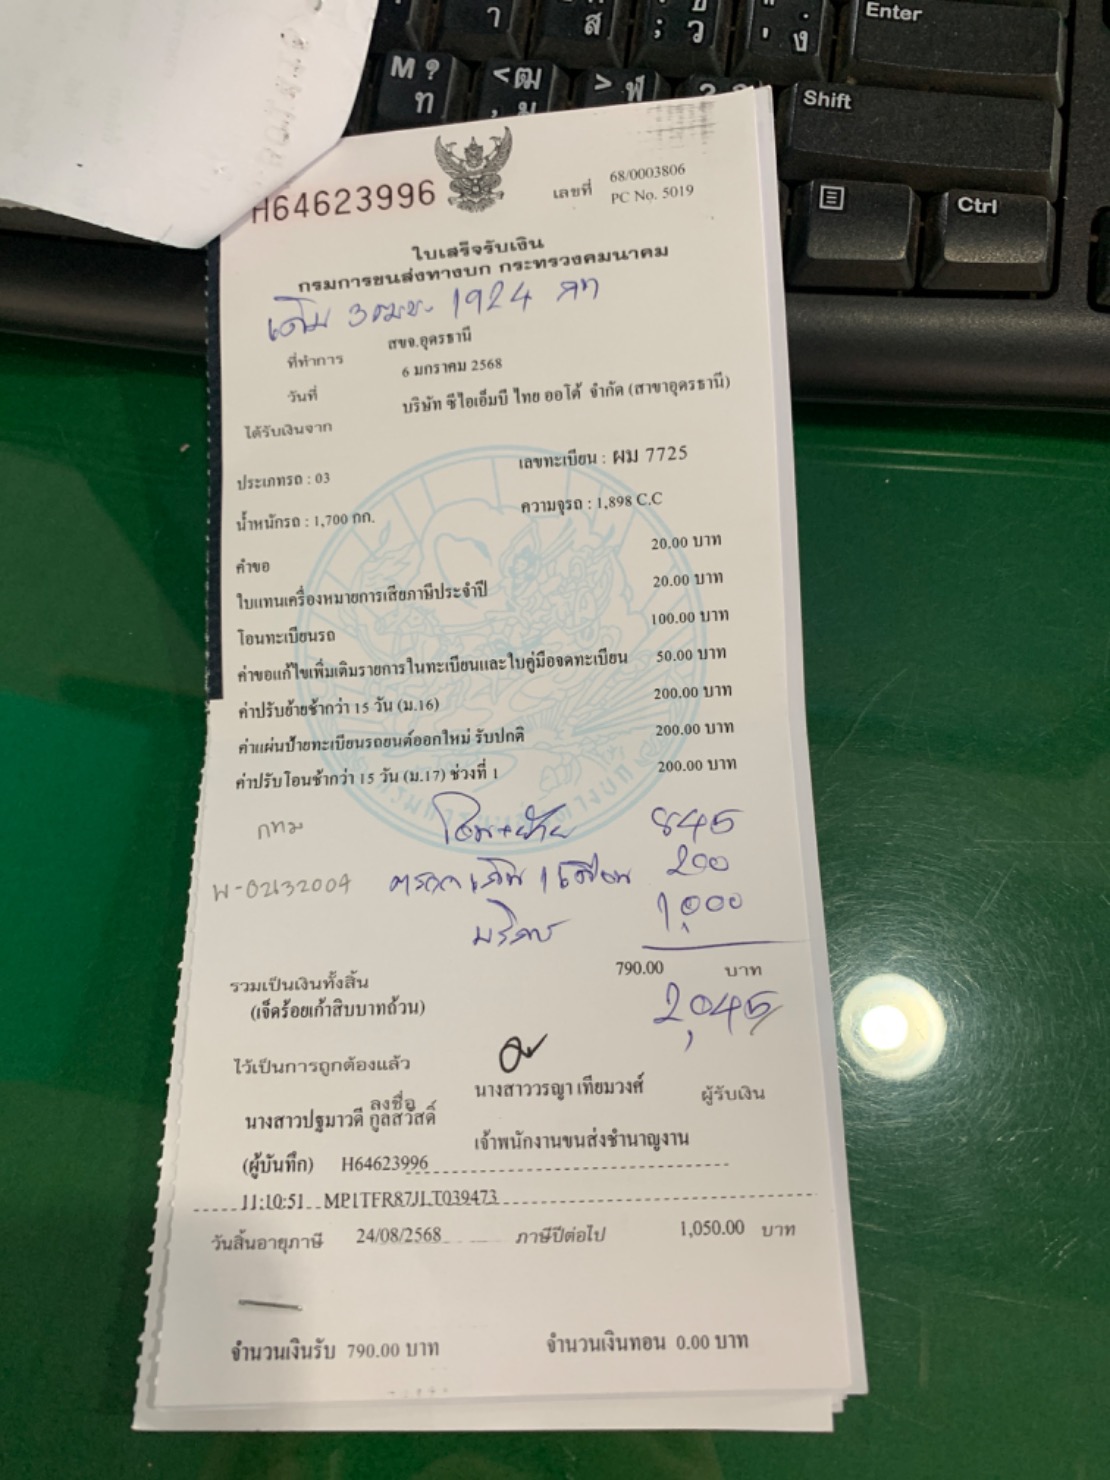 Enter
Shift
Ctrl
H64623996
เลขที่ 68/0003806
PC No. 5019
ใบเสร็จรับเงิน
กรมการขนส่งทางบก กระทรวงคมนาคม
เดิม 3ฒฆ 1924 กท
ที่ทำการ สขจ.อุดรธานี
วันที่ 6 มกราคม 2568
ได้รับเงินจาก บริษัท ซีไอเอ็มบี ไทย ออโต้ จำกัด (สาขาอุดรธานี)
ประเภทรถ : 03 เลขทะเบียน : ผม 7725
น้ำหนักรถ : 1,700 กก. ความจุรถ : 1,898 C.C
คำขอ 20.00 บาท
ใบแทนเครื่องหมายการเสียภาษีประจำปี 20.00 บาท
โอนทะเบียนรถ 100.00 บาท
ค่าขอแก้ไขเพิ่มเติมรายการในทะเบียนและใบคู่มือจดทะเบียน 50.00 บาท
ค่าปรับย้ายช้ากว่า 15 วัน (ม.16) 200.00 บาท
ค่าแผ่นป้ายทะเบียนรถยนต์ออกใหม่ รับปกติ 200.00 บาท
ค่าปรับโอนช้ากว่า 15 วัน (ม.17) ช่วงที่ 1 200.00 บาท
กทม โอน+ย้าย 845
200
บริการ 1,000
รวมเป็นเงินทั้งสิ้น 790.00 บาท
(เจ็ดร้อยเก้าสิบบาทถ้วน) 2,045
ไว้เป็นการถูกต้องแล้ว
ลงชื่อ นางสาววรญา เทียมวงศ์ ผู้รับเงิน
นางสาวปฐมาวดี กูลสวัสดิ์ เจ้าพนักงานขนส่งชำนาญงาน
(ผู้บันทึก) H64623996
11:10:51 MP1TFR87JLT039473
วันสิ้นอายุภาษี 24/08/2568 ภาษีปีต่อไป 1,050.00 บาท
จำนวนเงินรับ 790.00 บาท จำนวนเงินทอน 0.00 บาท